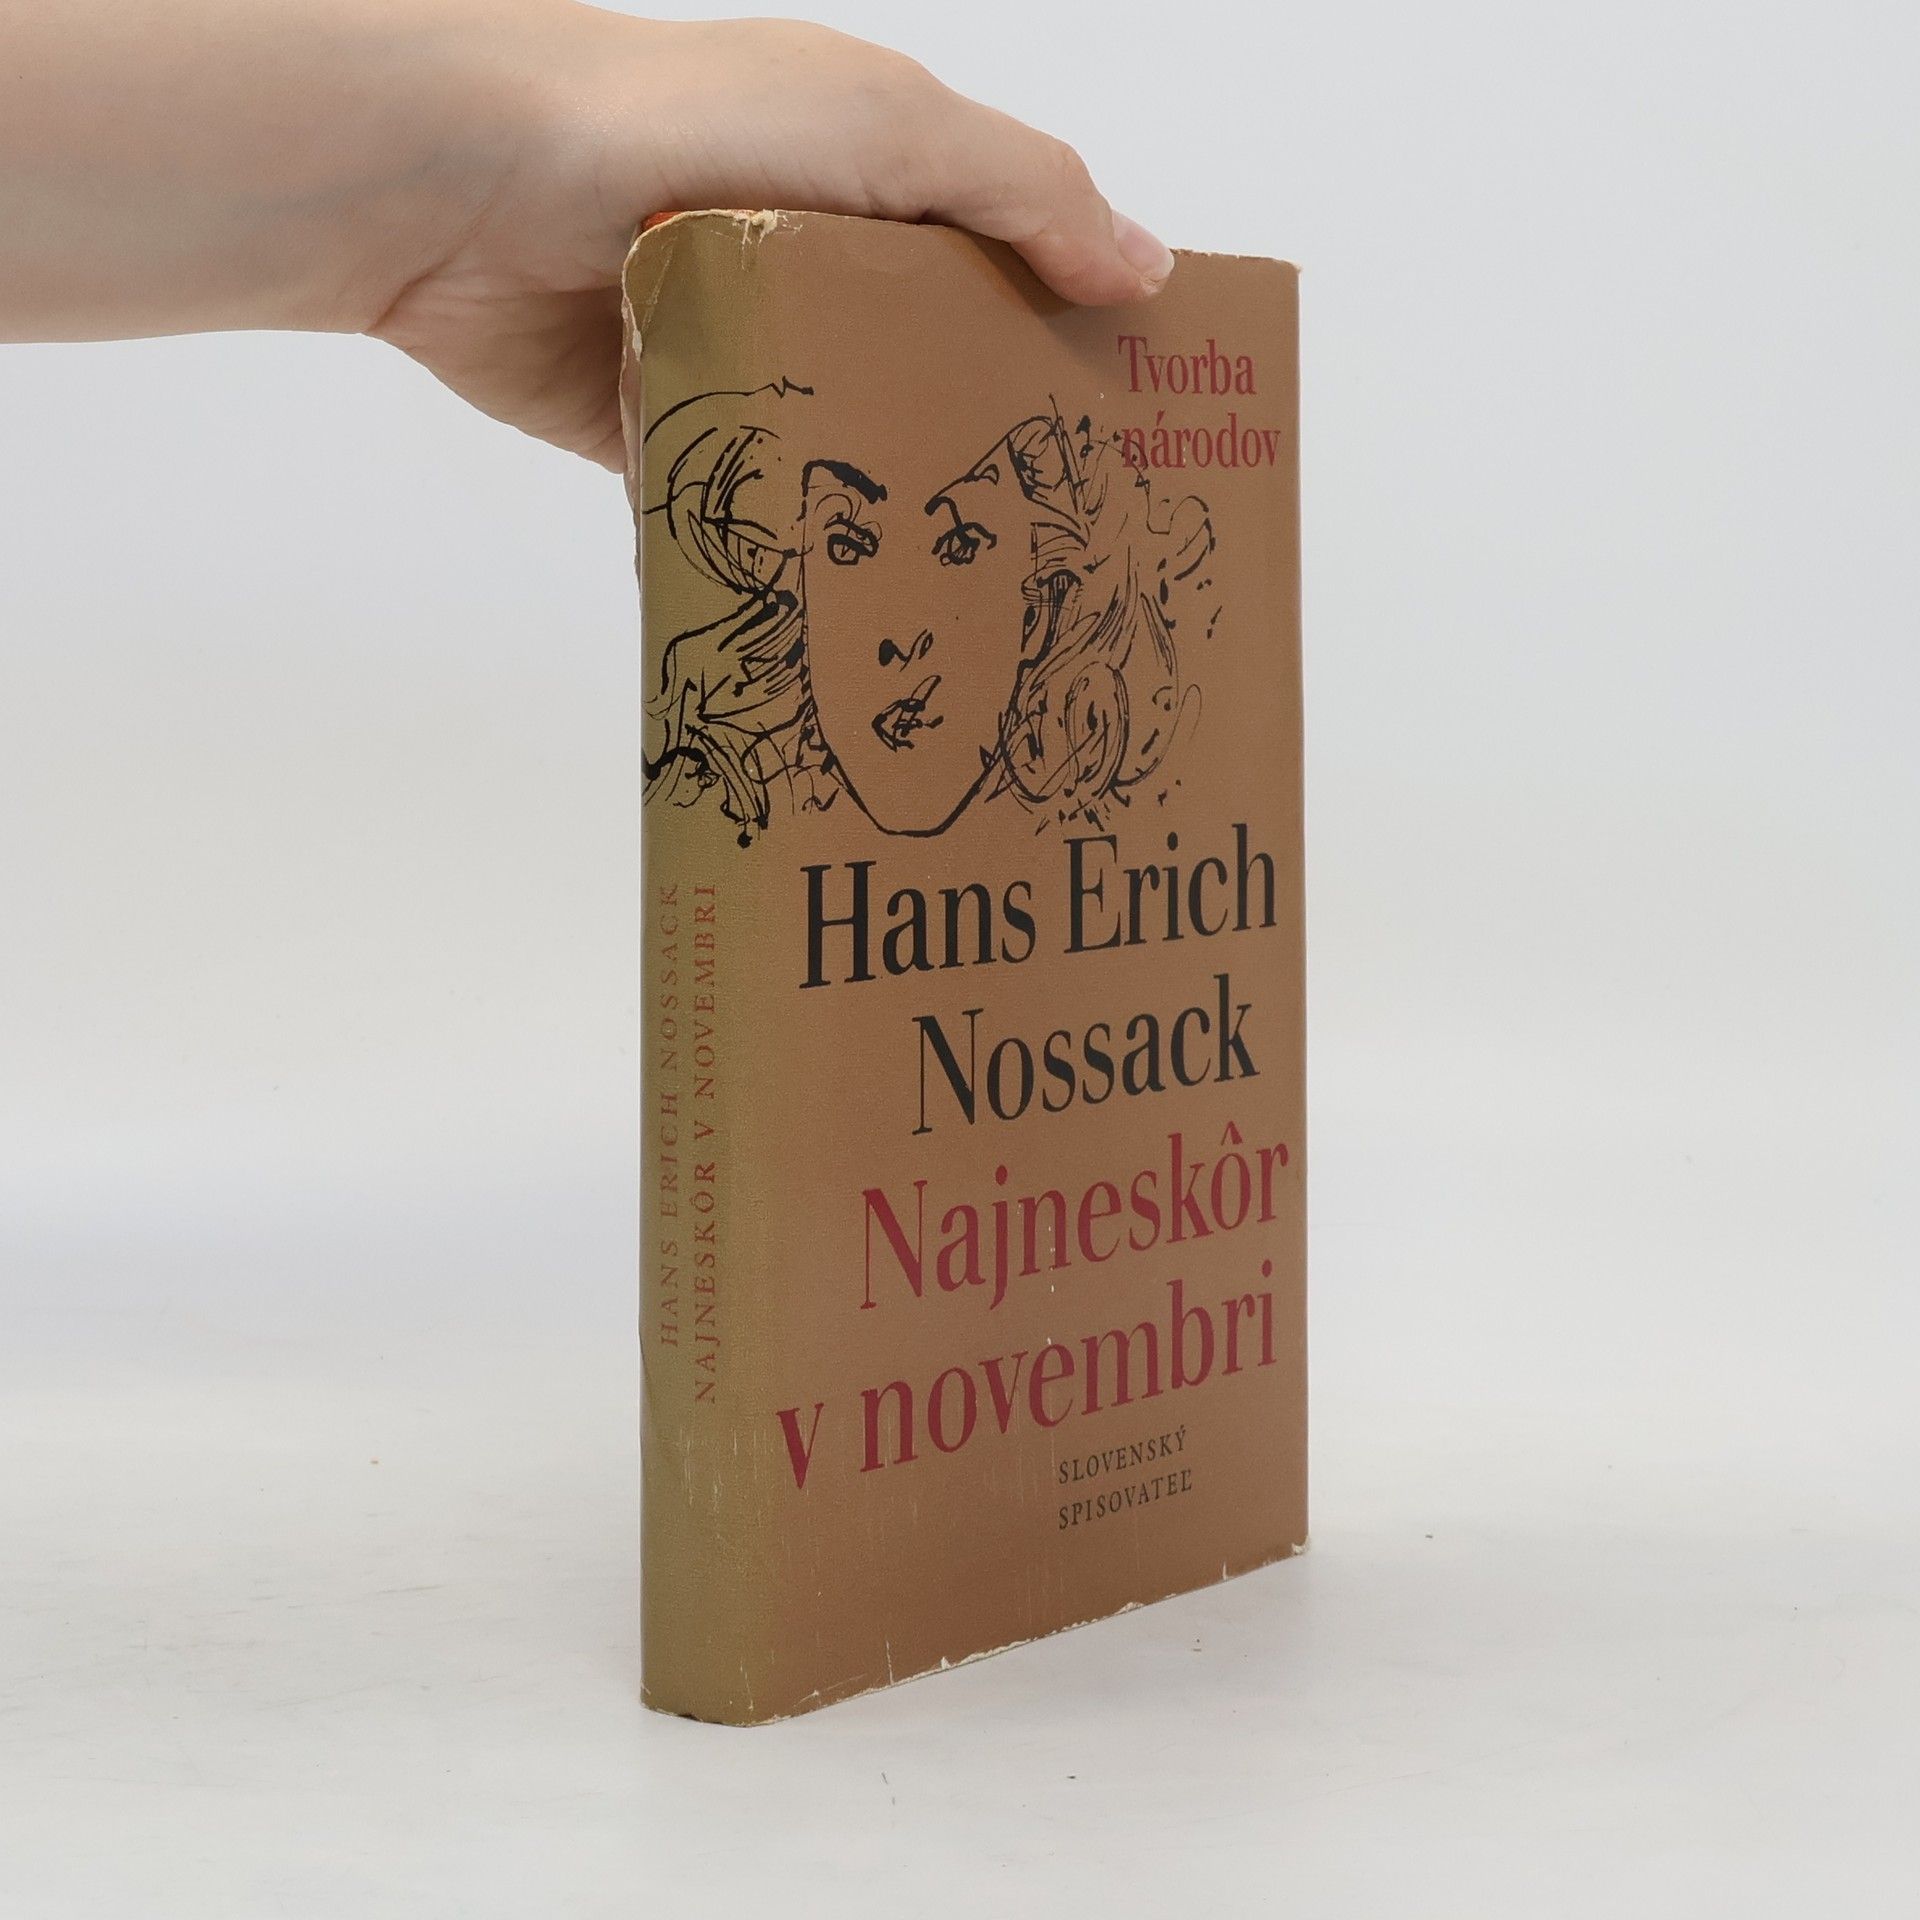 Tvorba
národov
Hans Erich
Nossack
Najneskôr
v novembri
SLOVENSKÝ
SPISOVATEĽ
HANS ERICH NOSSACK
NAJNESKÔR V NOVEMBRI